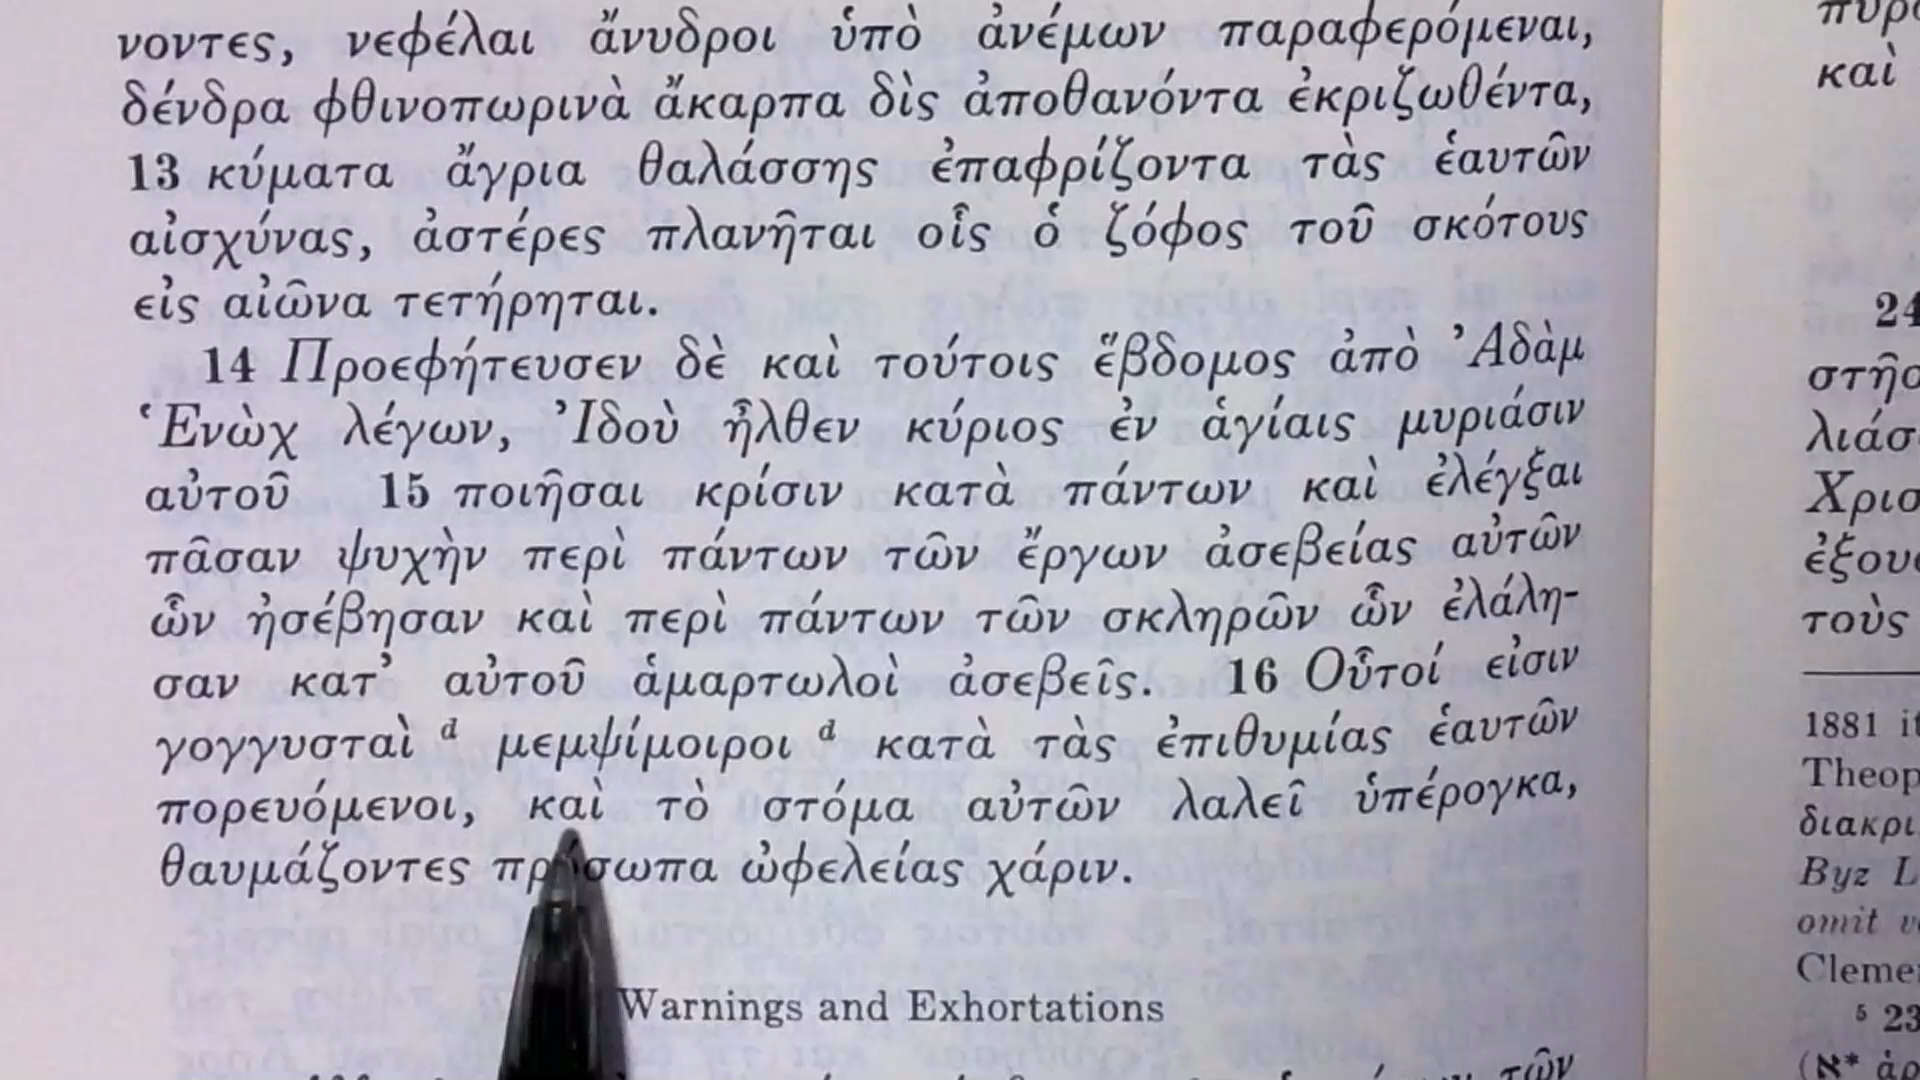 νοντες, νεφέλαι ἄνυδροι ὑπὸ ἀνέμων παραφερόμεναι,
δένδρα φθινοπωρινὰ ἄκαρπα δὶς ἀποθανόντα ἐκριζωθέντα,
13 κύματα ἄγρια θαλάσσης ἐπαφρίζοντα τὰς ἑαυτῶν
αἰσχύνας, ἀστέρες πλανῆται οἷς ὁ ζόφος τοῦ σκότους
εἰς αἰῶνα τετήρηται.
14 Προεφήτευσεν δὲ καὶ τούτοις ἕβδομος ἀπὸ Ἀδὰμ
Ἑνὼχ λέγων, Ἰδοὺ ἦλθεν κύριος ἐν ἁγίαις μυριάσιν
αὐτοῦ 15 ποιῆσαι κρίσιν κατὰ πάντων καὶ ἐλέγξαι
πᾶσαν ψυχὴν περὶ πάντων τῶν ἔργων ἀσεβείας αὐτῶν
ὧν ἠσέβησαν καὶ περὶ πάντων τῶν σκληρῶν ὧν ἐλάλη-
σαν κατ' αὐτοῦ ἁμαρτωλοὶ ἀσεβεῖς. 16 Οὗτοί εἰσιν
γογγυσταὶ d μεμψίμοιροι d κατὰ τὰς ἐπιθυμίας ἑαυτῶν
πορευόμενοι, καὶ τὸ στόμα αὐτῶν λαλεῖ ὑπέρογκα,
θαυμάζοντες πρόσωπα ὠφελείας χάριν.
Warnings and Exhortations
τῶν
πυρο
καὶ
24
στῆσ
λιάσ
Χρισ
ἐξουσ
τοὺς
1881 it
Theop
διακρι
Byz L
omit v
Cleme
5 23
(א* ἁρ